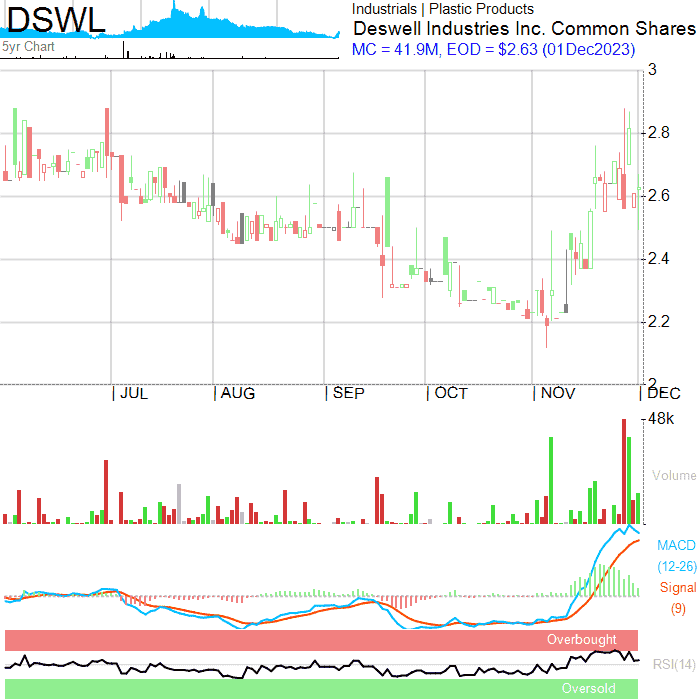 DSWL
5yr Chart
Industrials | Plastic Products
Deswell Industries Inc. Common Shares
MC = 41.9M, EOD = $2.63 (01Dec2023)
3
2.8
2.6
2.4
2.2
2
JUL AUG SEP OCT NOV DEC
48k
Volume
MACD
(12-26)
Signal
(9)
Overbought
RSI(14)
Oversold